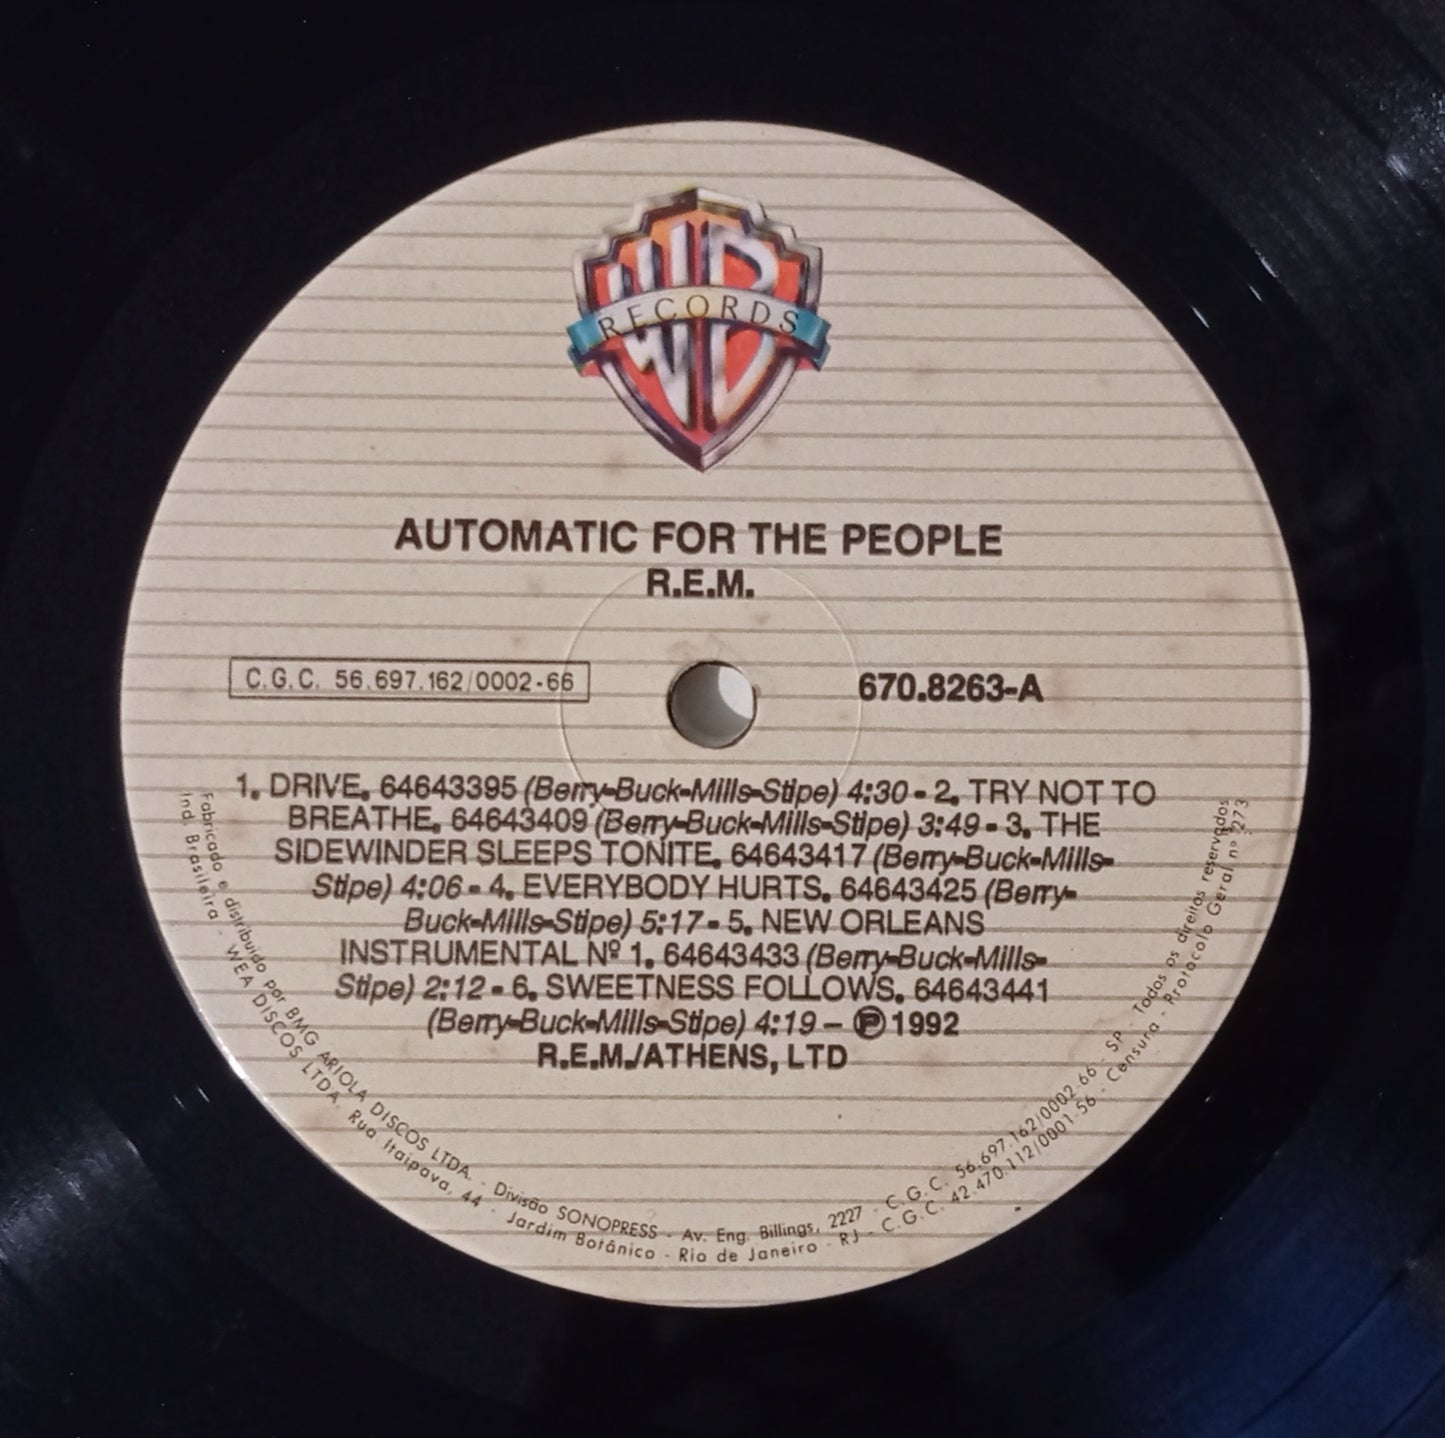 WB
RECORDS
AUTOMATIC FOR THE PEOPLE
R.E.M.
C.G.C. 56.697.162/0002-66
670.8263-A
1. DRIVE. 64643395 (Berry-Buck-Mills-Stipe) 4:30 - 2. TRY NOT TO
BREATHE. 64643409 (Berry-Buck-Mills-Stipe) 3:49 - 3. THE
SIDEWINDER SLEEPS TONITE. 64643417 (Berry-Buck-Mills-
Stipe) 4:06 - 4. EVERYBODY HURTS. 64643425 (Berry-
Buck-Mills-Stipe) 5:17 - 5. NEW ORLEANS
INSTRUMENTAL Nº 1. 64643433 (Berry-Buck-Mills-
Stipe) 2:12 - 6. SWEETNESS FOLLOWS. 64643441
(Berry-Buck-Mills-Stipe) 4:19 – ℗ 1992
R.E.M./ATHENS, LTD
Fabricado e distribuido por BMG ARIOLA DISCOS LTDA. - Divisão SONOPRESS - Av. Eng. Billings, 2227 - C.G.C. 56.697.162/0002-66 - SP - Todos os direitos reservados
Ind. Brasileira - WEA DISCOS LTDA. Rua Itaipava, 44 - Jardim Botânico - Rio de Janeiro - RJ - C.G.C. 42.470.112/0001-56 - Censura - Protocolo Geral nº 273